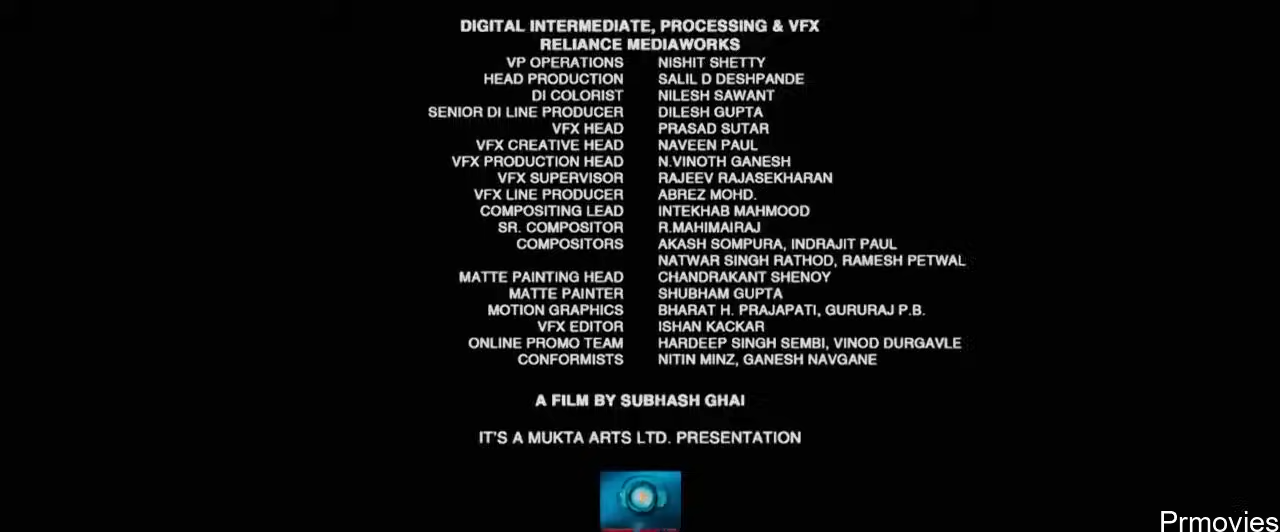 DIGITAL INTERMEDIATE, PROCESSING & VFX
RELIANCE MEDIAWORKS
VP OPERATIONS NISHIT SHETTY
HEAD PRODUCTION SALIL D DESHPANDE
DI COLORIST NILESH SAWANT
SENIOR DI LINE PRODUCER DILESH GUPTA
VFX HEAD PRASAD SUTAR
VFX CREATIVE HEAD NAVEEN PAUL
VFX PRODUCTION HEAD N.VINOTH GANESH
VFX SUPERVISOR RAJEEV RAJASEKHARAN
VFX LINE PRODUCER ABREZ MOHD.
COMPOSITING LEAD INTEKHAB MAHMOOD
SR. COMPOSITOR R.MAHIMAIRAJ
COMPOSITORS AKASH SOMPURA, INDRAJIT PAUL
NATWAR SINGH RATHOD, RAMESH PETWAL
MATTE PAINTING HEAD CHANDRAKANT SHENOY
MATTE PAINTER SHUBHAM GUPTA
MOTION GRAPHICS BHARAT H. PRAJAPATI, GURURAJ P.B.
VFX EDITOR ISHAN KACKAR
ONLINE PROMO TEAM HARDEEP SINGH SEMBI, VINOD DURGAVLE
CONFORMISTS NITIN MINZ, GANESH NAVGANE
A FILM BY SUBHASH GHAI
IT'S A MUKTA ARTS LTD. PRESENTATION
Prmovies